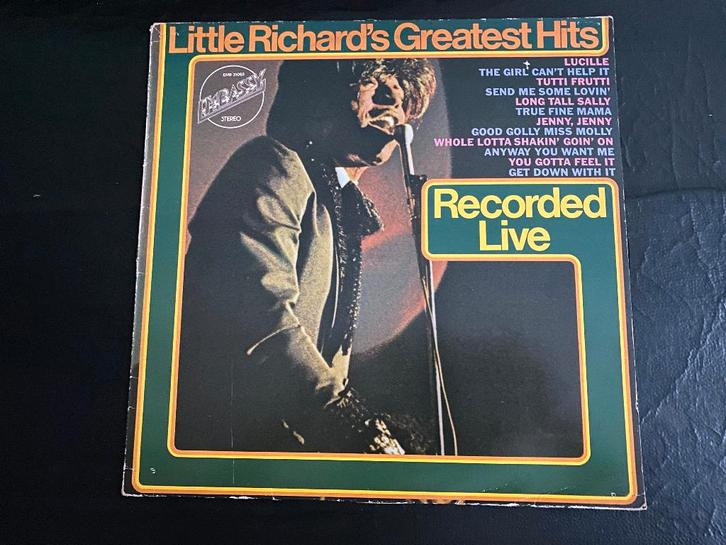 Little Richard's Greatest Hits
EMBASSY
STEREO
LUCILLE
THE GIRL CAN'T HELP IT
TUTTI FRUTTI
SEND ME SOME LOVIN'
LONG TALL SALLY
TRUE FINE MAMA
JENNY, JENNY
GOOD GOLLY MISS MOLLY
WHOLE LOTTA SHAKIN' GOIN' ON
ANYWAY YOU WANT ME
YOU GOTTA FEEL IT
GET DOWN WITH IT
Recorded
Live